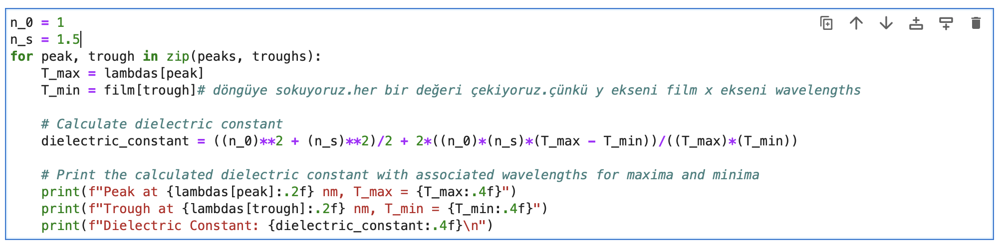 n_0 = 1
n_s = 1.5
for peak, trough in zip(peaks, troughs):
    T_max = lambdas[peak]
    T_min = film[trough]# döngüye sokuyoruz.her bir değeri çekiyoruz.çünkü y ekseni film x ekseni wavelengths

    # Calculate dielectric constant
    dielectric_constant = ((n_0)**2 + (n_s)**2)/2 + 2*((n_0)*(n_s)*(T_max - T_min))/((T_max)*(T_min))

    # Print the calculated dielectric constant with associated wavelengths for maxima and minima
    print(f"Peak at {lambdas[peak]:.2f} nm, T_max = {T_max:.4f}")
    print(f"Trough at {lambdas[trough]:.2f} nm, T_min = {T_min:.4f}")
    print(f"Dielectric Constant: {dielectric_constant:.4f}\n")